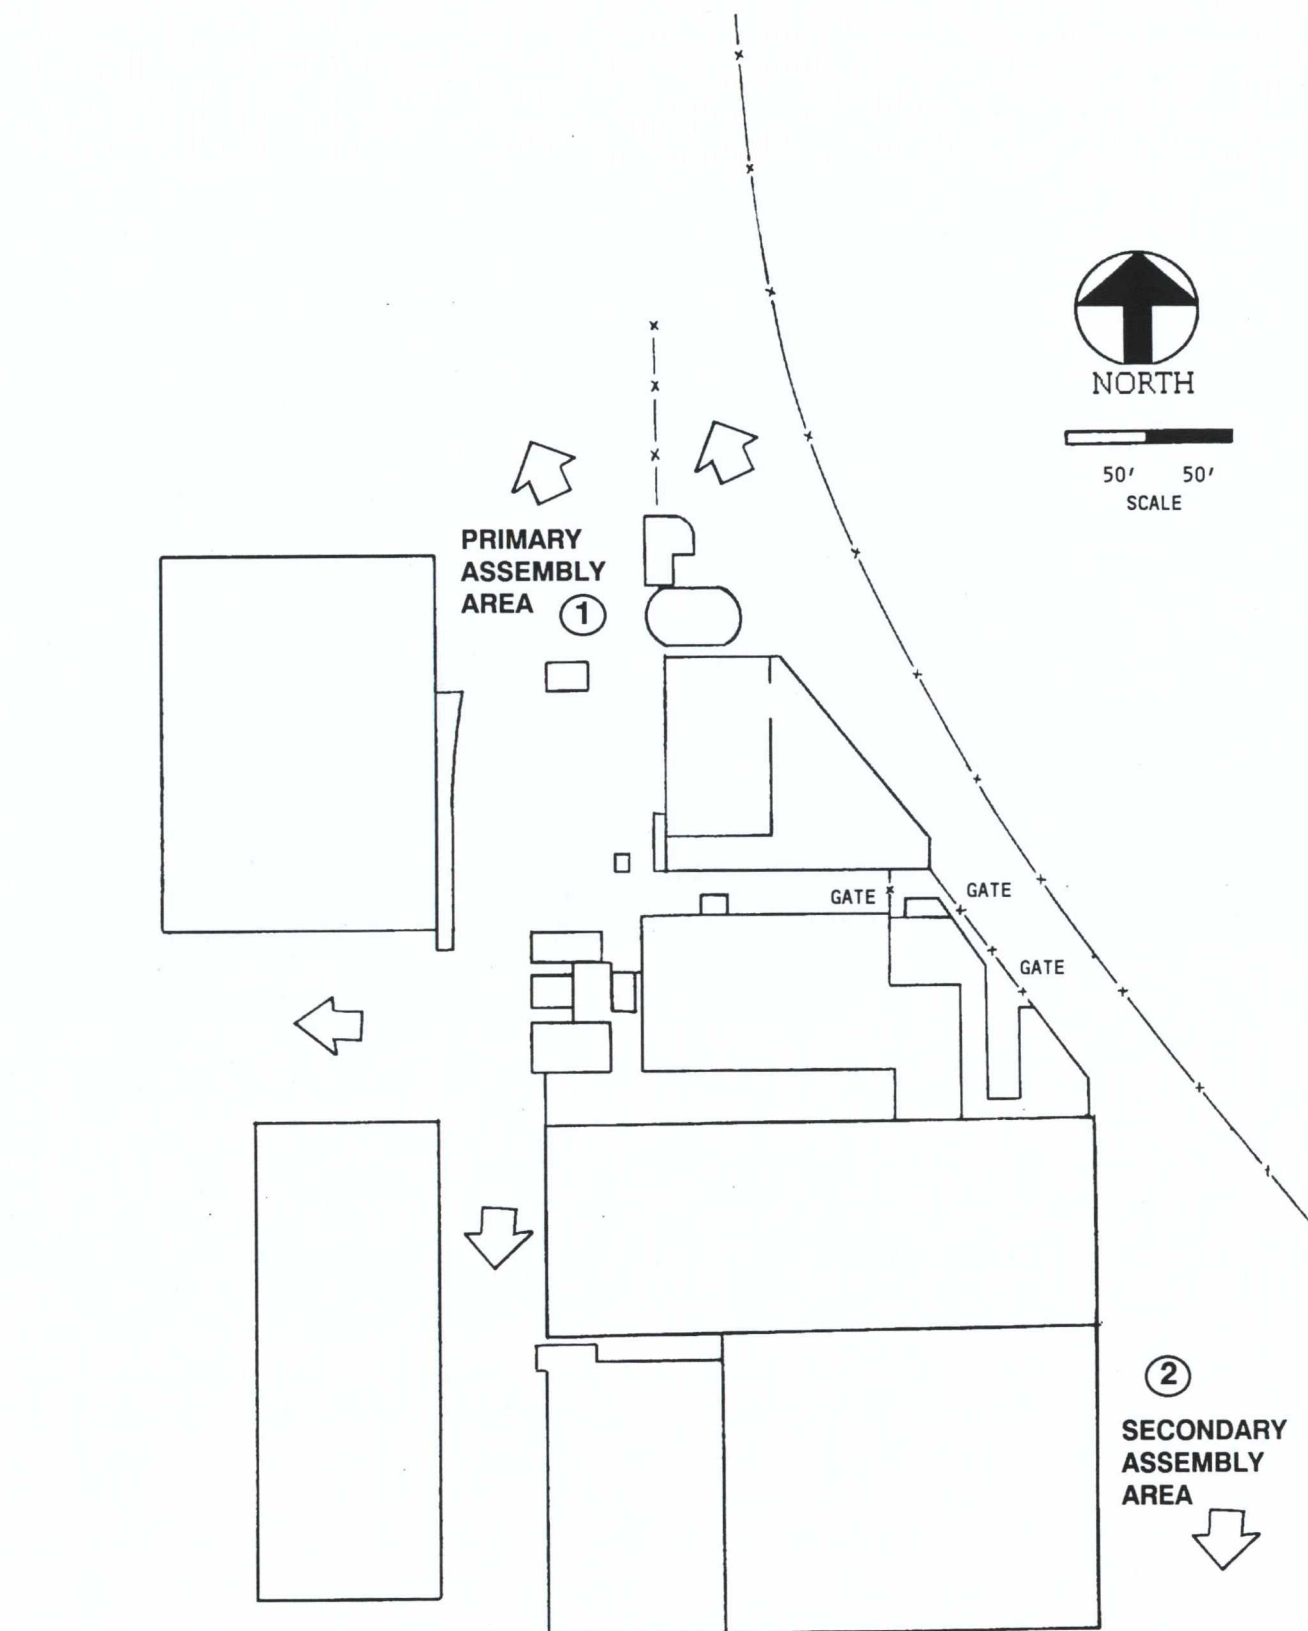 NORTH
50' 50'
SCALE
PRIMARY
ASSEMBLY
AREA 1
GATE
GATE
GATE
2
SECONDARY
ASSEMBLY
AREA